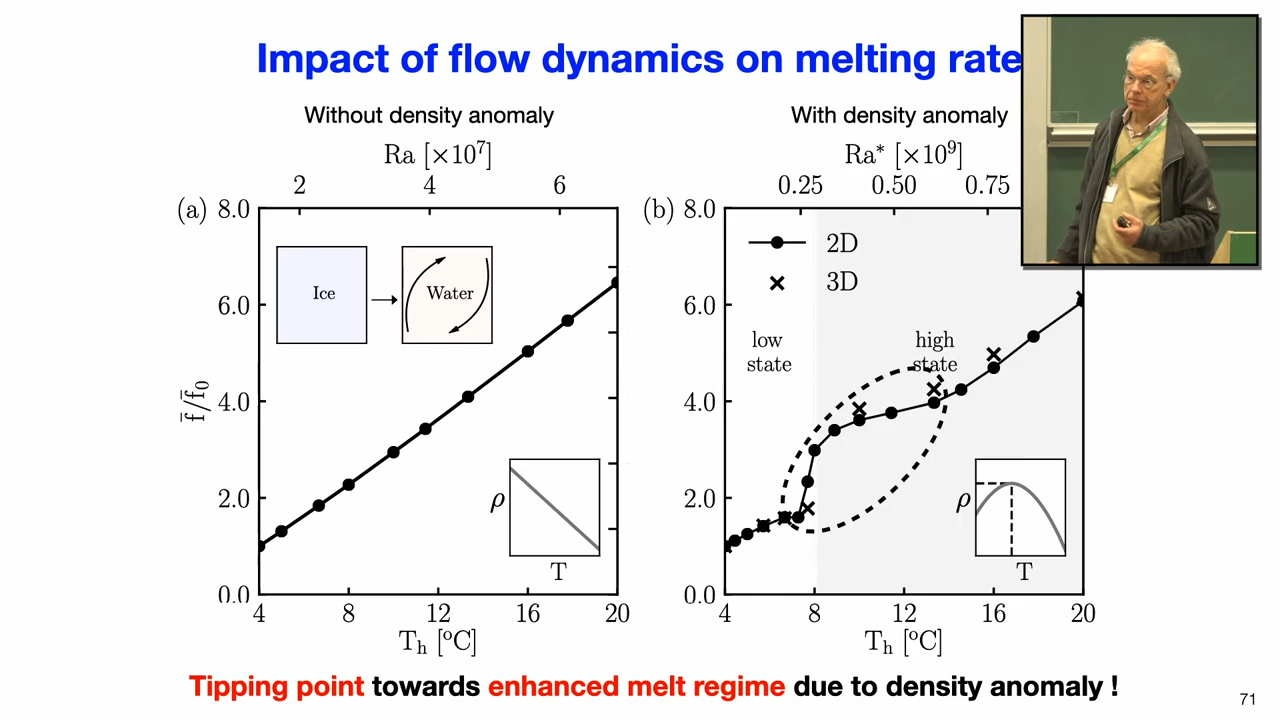 Impact of flow dynamics on melting rate
Without density anomaly
With density anomaly
Ra [×10⁷]
Ra* [×10⁹]
2 4 6
0.25 0.50 0.75
(a) 8.0
6.0
4.0
2.0
0.0
f̄/f̄₀
Ice
Water
ρ
T
4 8 12 16 20
Tₕ [°C]
(b) 8.0
6.0
4.0
2.0
0.0
2D
3D
low
state
high
state
ρ
T
4 8 12 16 20
Tₕ [°C]
Tipping point towards enhanced melt regime due to density anomaly !
71